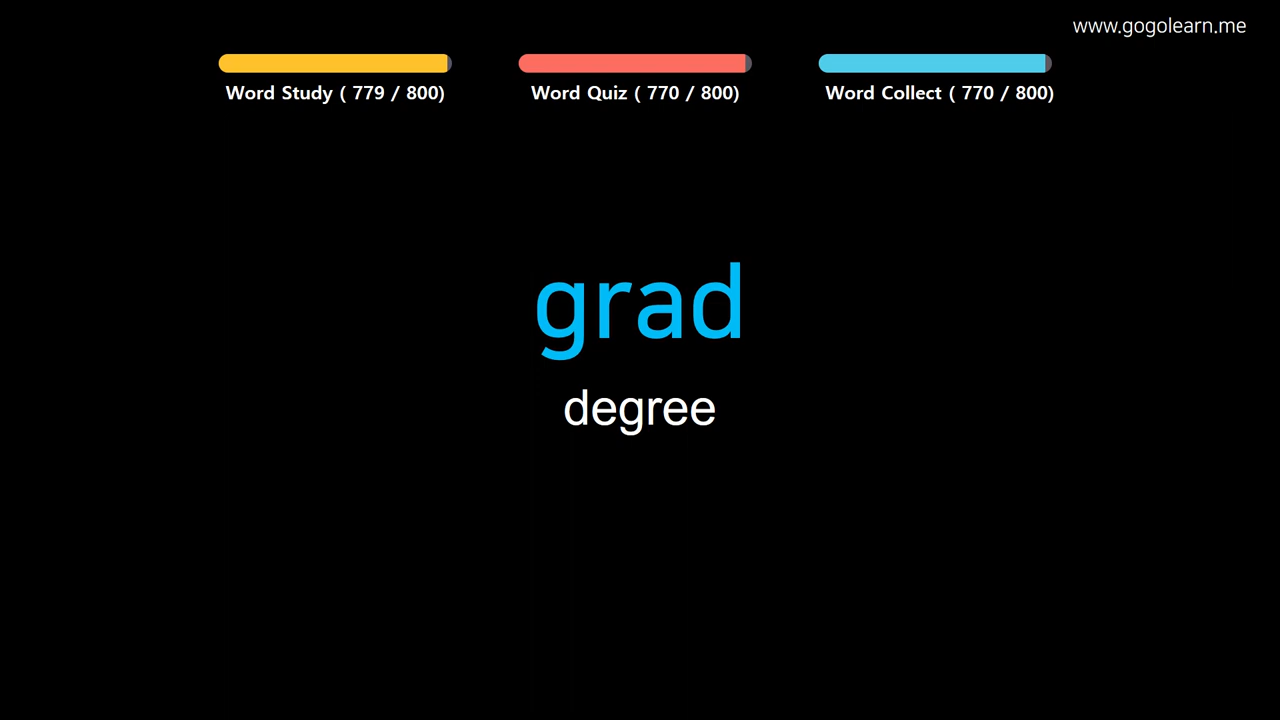 www.gogolearn.me
Word Study ( 779 / 800)
Word Quiz ( 770 / 800)
Word Collect ( 770 / 800)
grad
degree